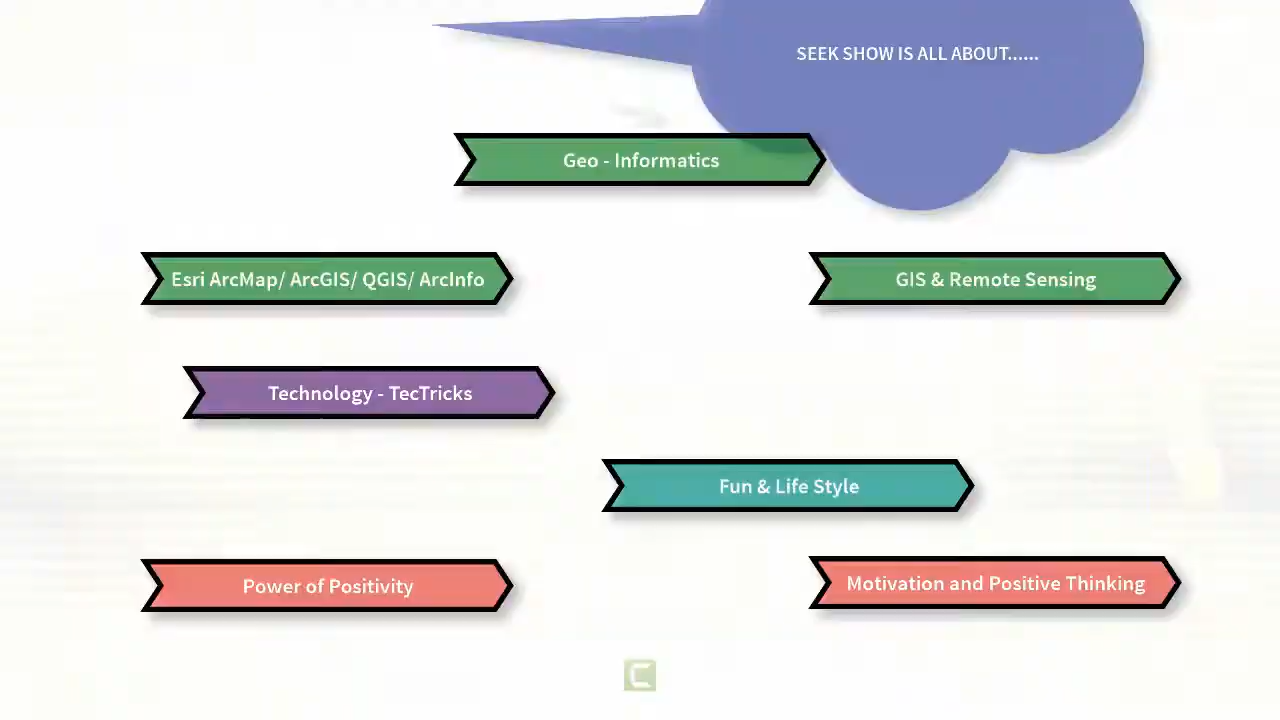 SEEK SHOW IS ALL ABOUT......
Geo - Informatics
Esri ArcMap/ ArcGIS/ QGIS/ ArcInfo
GIS & Remote Sensing
Technology - TecTricks
Fun & Life Style
Power of Positivity
Motivation and Positive Thinking
C